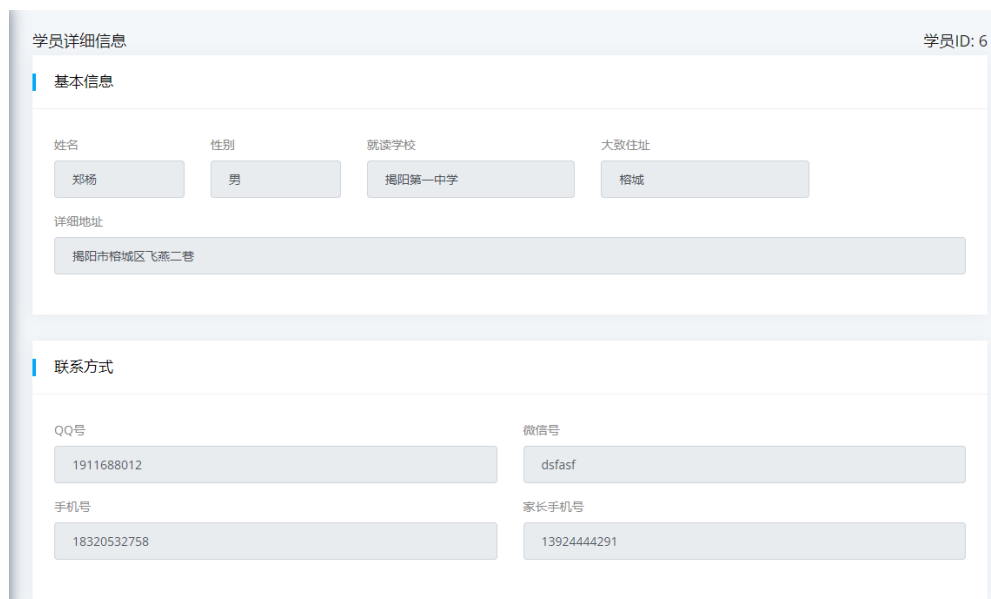 学员详细信息 学员ID: 6
基本信息
姓名 性别 就读学校 大致住址
郑杨 男 揭阳第一中学 榕城
详细地址
揭阳市榕城区飞燕二巷
联系方式
QQ号 微信号
1911688012 dsfasf
手机号 家长手机号
18320532758 13924444291